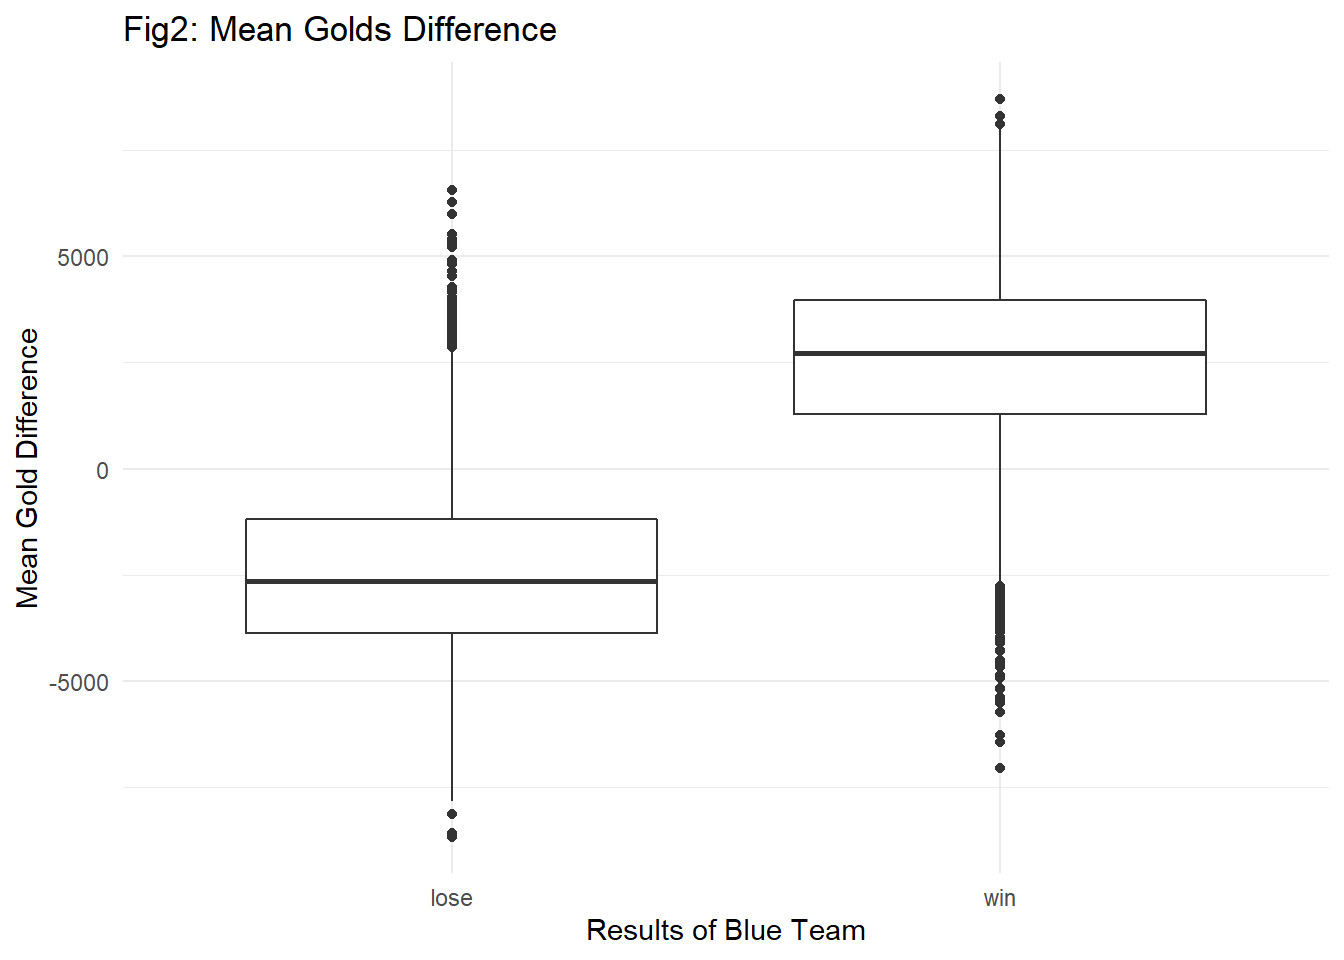 Fig2: Mean Golds Difference
Mean Gold Difference
5000
0
-5000
lose
win
Results of Blue Team